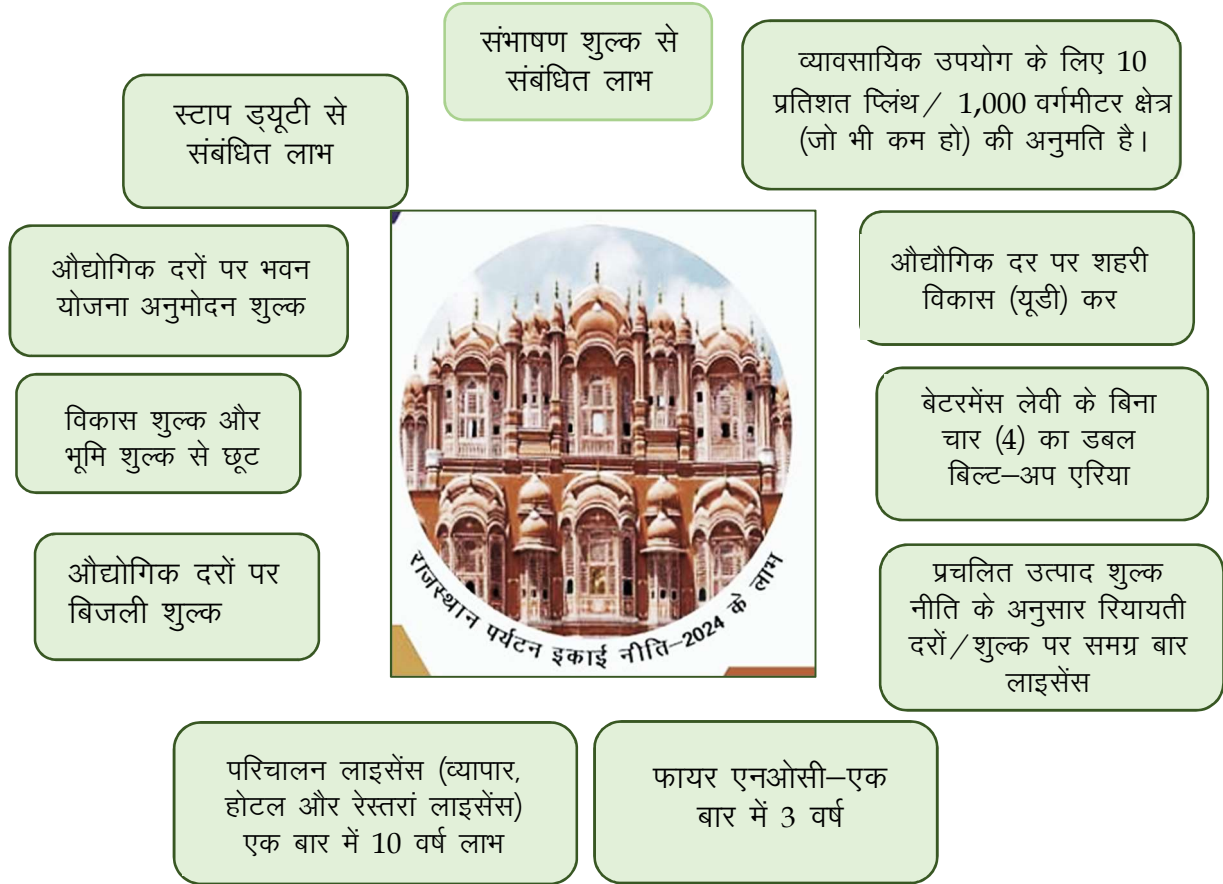 संभाषण शुल्क से
संबंधित लाभ
व्यावसायिक उपयोग के लिए 10
प्रतिशत प्लिंथ / 1,000 वर्गमीटर क्षेत्र
(जो भी कम हो) की अनुमति है।
स्टाप ड्यूटी से
संबंधित लाभ
औद्योगिक दरों पर भवन
योजना अनुमोदन शुल्क
औद्यौगिक दर पर शहरी
विकास (यूडी) कर
विकास शुल्क और
भूमि शुल्क से छूट
बेटरमेंस लेवी के बिना
चार (4) का डबल
बिल्ट–अप एरिया
औद्योगिक दरों पर
बिजली शुल्क
प्रचलित उत्पाद शुल्क
नीति के अनुसार रियायती
दरों / शुल्क पर समग्र बार
लाइसेंस
राजस्थान पर्यटन इकाई नीति–2024 के लाभ
परिचालन लाइसेंस (व्यापार,
होटल और रेस्तरां लाइसेंस)
एक बार में 10 वर्ष लाभ
फायर एनओसी–एक
बार में 3 वर्ष